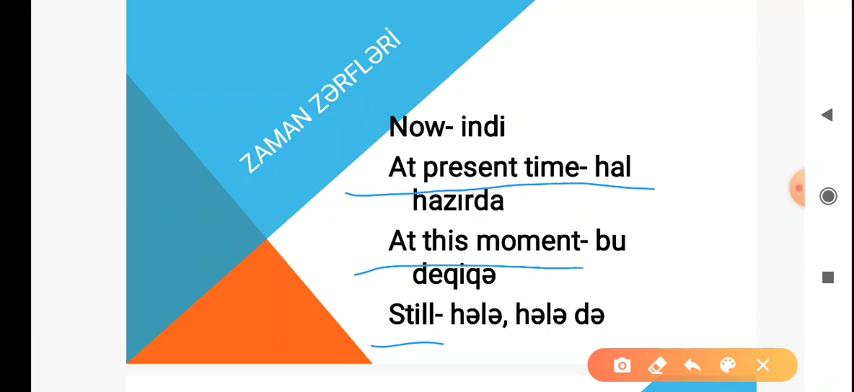 ZAMAN ZƏRFLƏRİ
Now- indi
At present time- hal
hazırda
At this moment- bu
deqiqə
Still- hələ, hələ də